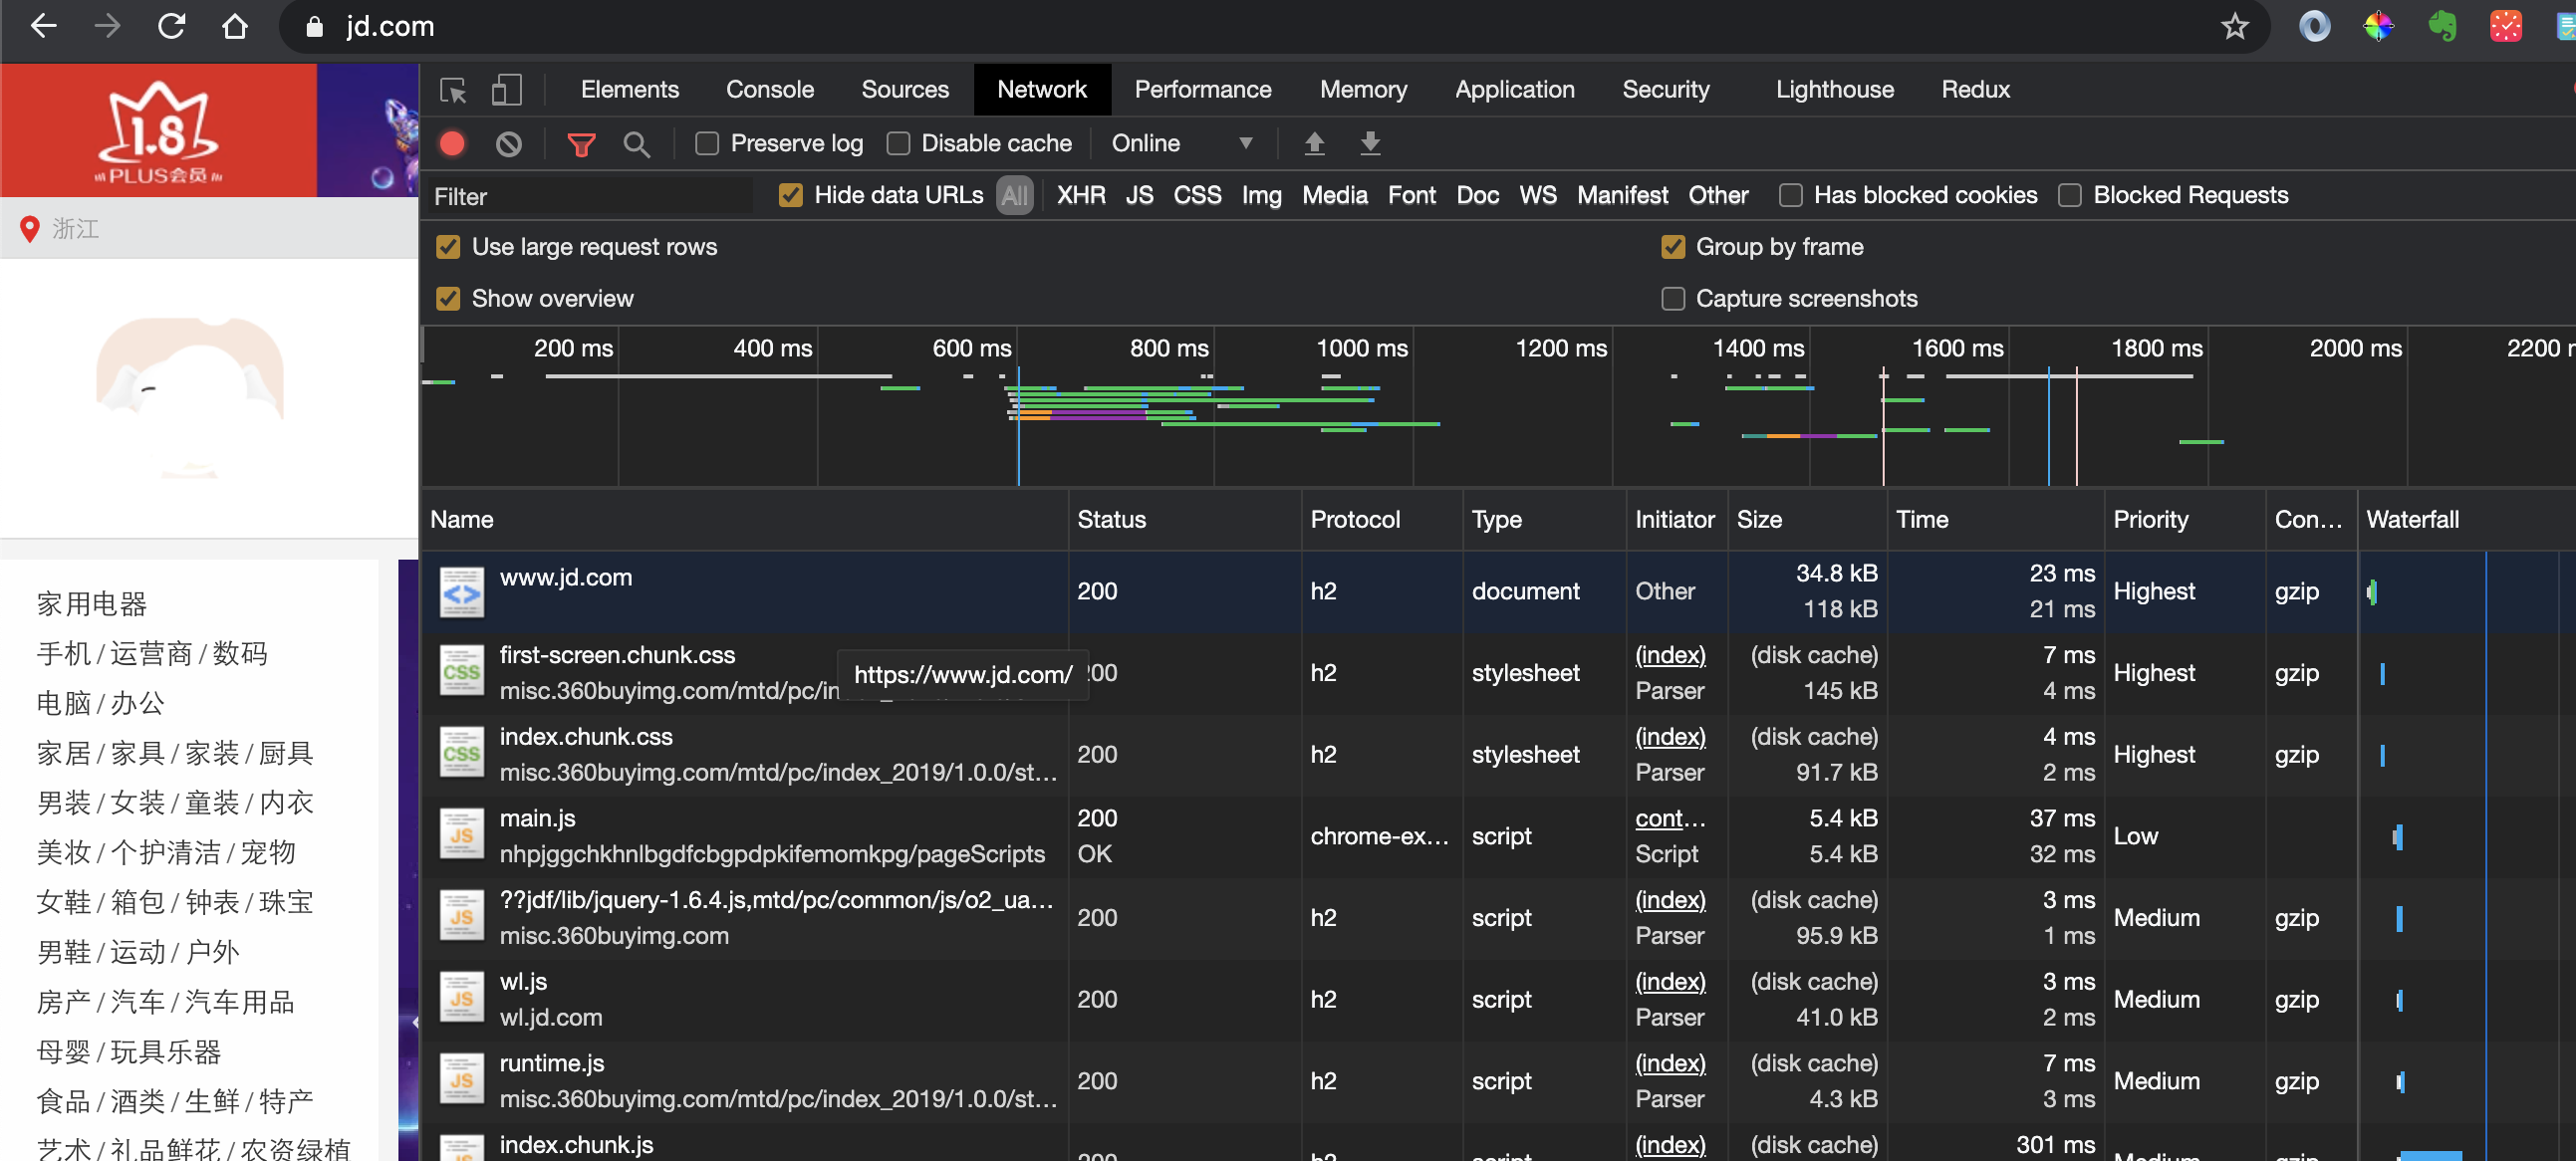 jd.com
1.8
PLUS会员
浙江
家用电器
手机 / 运营商 / 数码
电脑 / 办公
家居 / 家具 / 家装 / 厨具
男装 / 女装 / 童装 / 内衣
美妆 / 个护清洁 / 宠物
女鞋 / 箱包 / 钟表 / 珠宝
男鞋 / 运动 / 户外
房产 / 汽车 / 汽车用品
母婴 / 玩具乐器
食品 / 酒类 / 生鲜 / 特产
艺术 / 礼品鲜花 / 农资绿植
Elements Console Sources Network Performance Memory Application Security Lighthouse Redux
Preserve log Disable cache Online
Filter Hide data URLs All XHR JS CSS Img Media Font Doc WS Manifest Other Has blocked cookies Blocked Requests
Use large request rows Group by frame
Show overview Capture screenshots
200 ms 400 ms 600 ms 800 ms 1000 ms 1200 ms 1400 ms 1600 ms 1800 ms 2000 ms 2200
Name Status Protocol Type Initiator Size Time Priority Con... Waterfall
www.jd.com 200 h2 document Other 34.8 kB 23 ms Highest gzip
118 kB 21 ms
first-screen.chunk.css h2 stylesheet (index) (disk cache) 7 ms Highest gzip
misc.360buyimg.com/mtd/pc/in Parser 145 kB 4 ms
https://www.jd.com/
index.chunk.css 200 h2 stylesheet (index) (disk cache) 4 ms Highest gzip
misc.360buyimg.com/mtd/pc/index_2019/1.0.0/st... Parser 91.7 kB 2 ms
main.js 200 chrome-ex... script cont... 5.4 kB 37 ms Low
nhpjggchkhnlbgdfcbgpdpkifemomkpg/pageScripts OK Script 5.4 kB 32 ms
??jdf/lib/jquery-1.6.4.js,mtd/pc/common/js/o2_ua... 200 h2 script (index) (disk cache) 3 ms Medium gzip
misc.360buyimg.com Parser 95.9 kB 1 ms
wl.js 200 h2 script (index) (disk cache) 3 ms Medium gzip
wl.jd.com Parser 41.0 kB 2 ms
runtime.js 200 h2 script (index) (disk cache) 7 ms Medium gzip
misc.360buyimg.com/mtd/pc/index_2019/1.0.0/st... Parser 4.3 kB 3 ms
index.chunk.js (index) (disk cache) 301 ms